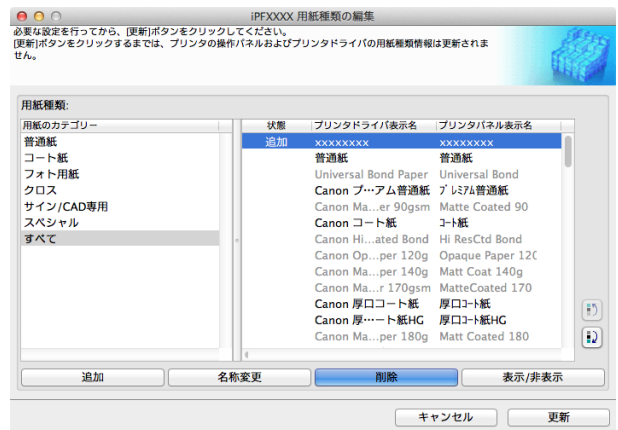 iPFXXXX 用紙種類の編集
必要な設定を行ってから、[更新]ボタンをクリックしてください。
[更新]ボタンをクリックするまでは、プリンタの操作パネルおよびプリンタドライバの用紙種類情報は更新されま
せん。
用紙種類:
用紙のカテゴリー 状態 プリンタドライバ表示名 プリンタパネル表示名
普通紙 追加 xxxxxxxx xxxxxxxx
コート紙 普通紙 普通紙
フォト用紙 Universal Bond Paper Universal Bond
クロス Canon プ…アム普通紙 プレミアム普通紙
サイン/CAD専用 Canon Ma…er 90gsm Matte Coated 90
スペシャル Canon コート紙 コート紙
すべて Canon Hi…ated Bond Hi ResCtd Bond
Canon Op…per 120g Opaque Paper 120
Canon Ma…per 140g Matt Coat 140g
Canon Ma…r 170gsm MatteCoated 170
Canon 厚口コート紙 厚口コート紙
Canon 厚…ート紙HG 厚口コート紙HG
Canon Ma…per 180g Matt Coated 180
追加 名称変更 削除 表示/非表示
キャンセル 更新